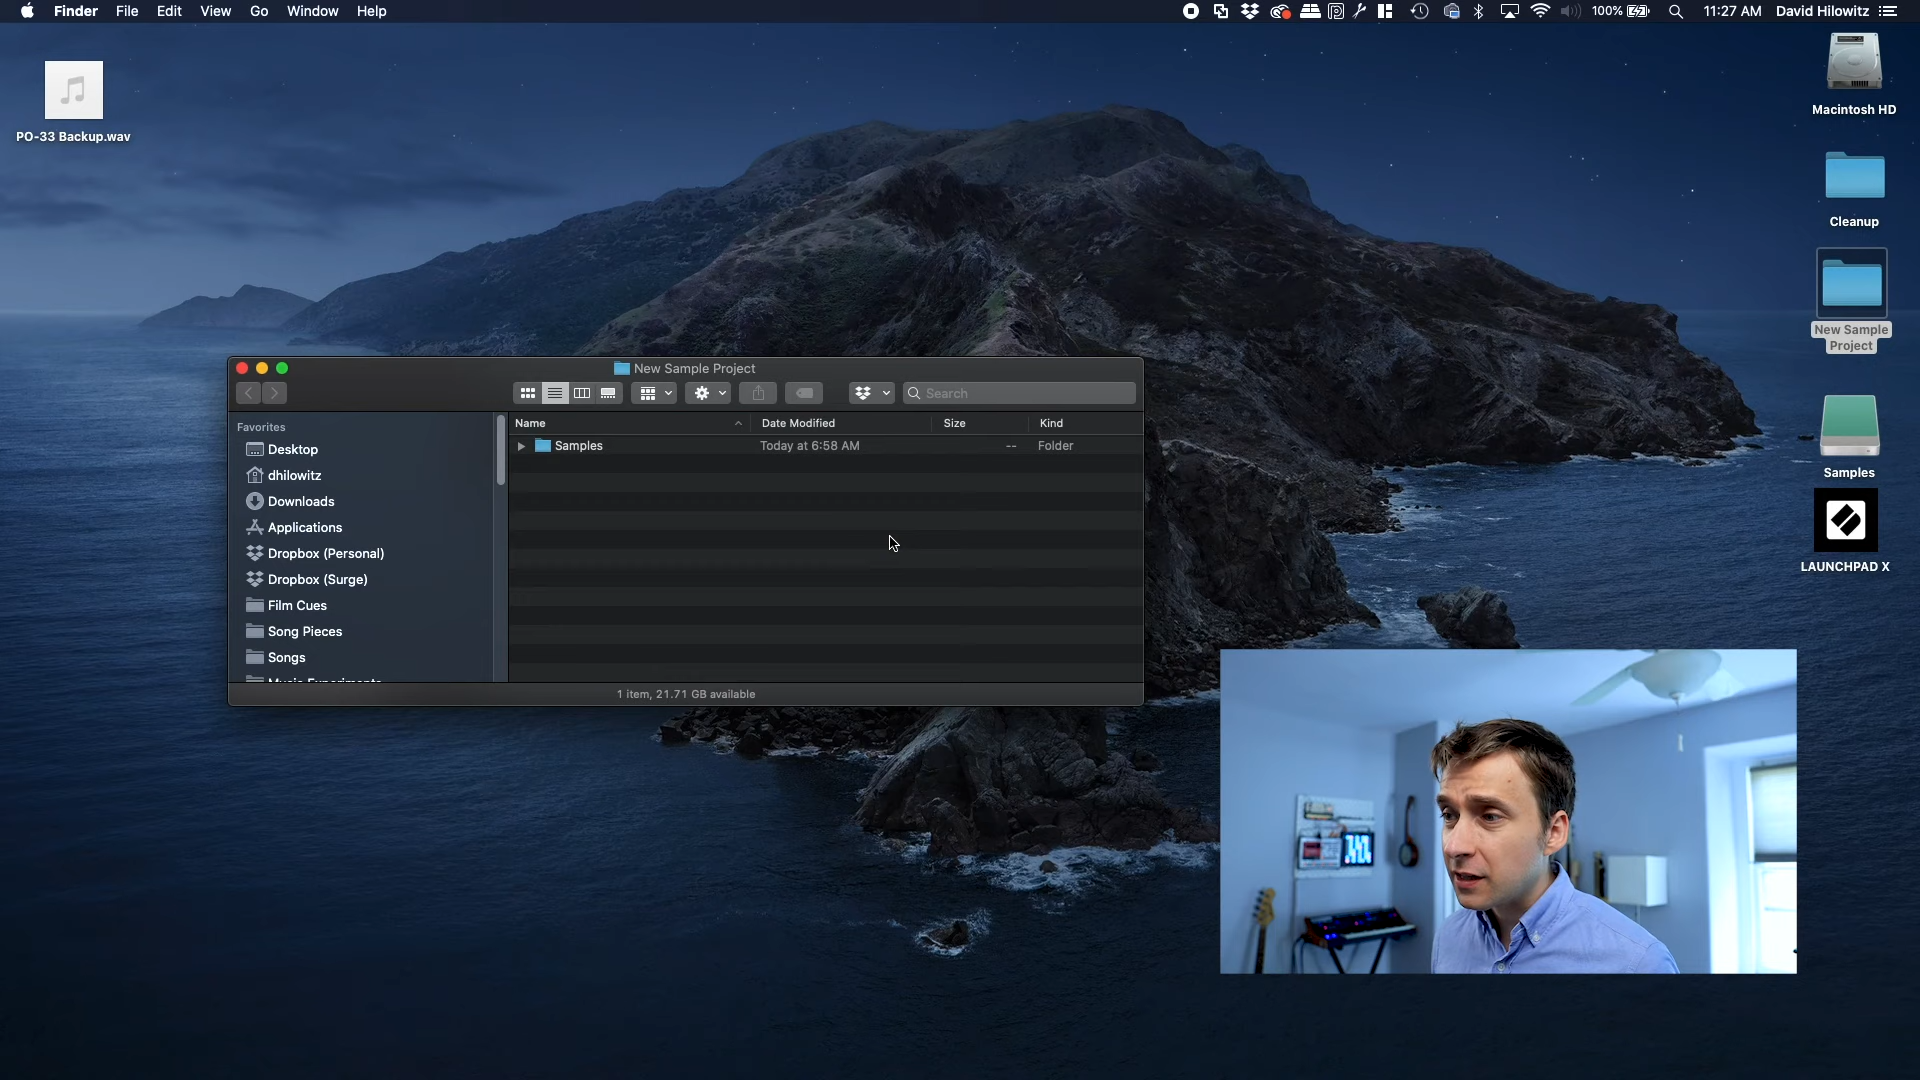 Finder File Edit View Go Window Help
100% 11:27 AM David Hilowitz
PO-33 Backup.wav
Macintosh HD
Cleanup
New Sample
Project
Samples
LAUNCHPAD X
New Sample Project
Search
Favorites
Desktop
dhilowitz
Downloads
Applications
Dropbox (Personal)
Dropbox (Surge)
Film Cues
Song Pieces
Songs
Music Experiments
Name Date Modified Size Kind
Samples Today at 6:58 AM -- Folder
1 item, 21.71 GB available